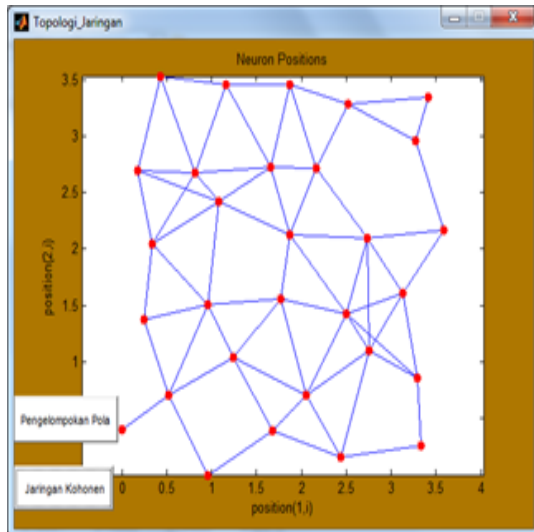 Topologi_Jaringan
Neuron Positions
3.5
3
2.5
2
1.5
1
position(2,i)
Pengelompokan Pola
Jaringan Kohonen
0 0.5 1 1.5 2 2.5 3 3.5 4
position(1,i)